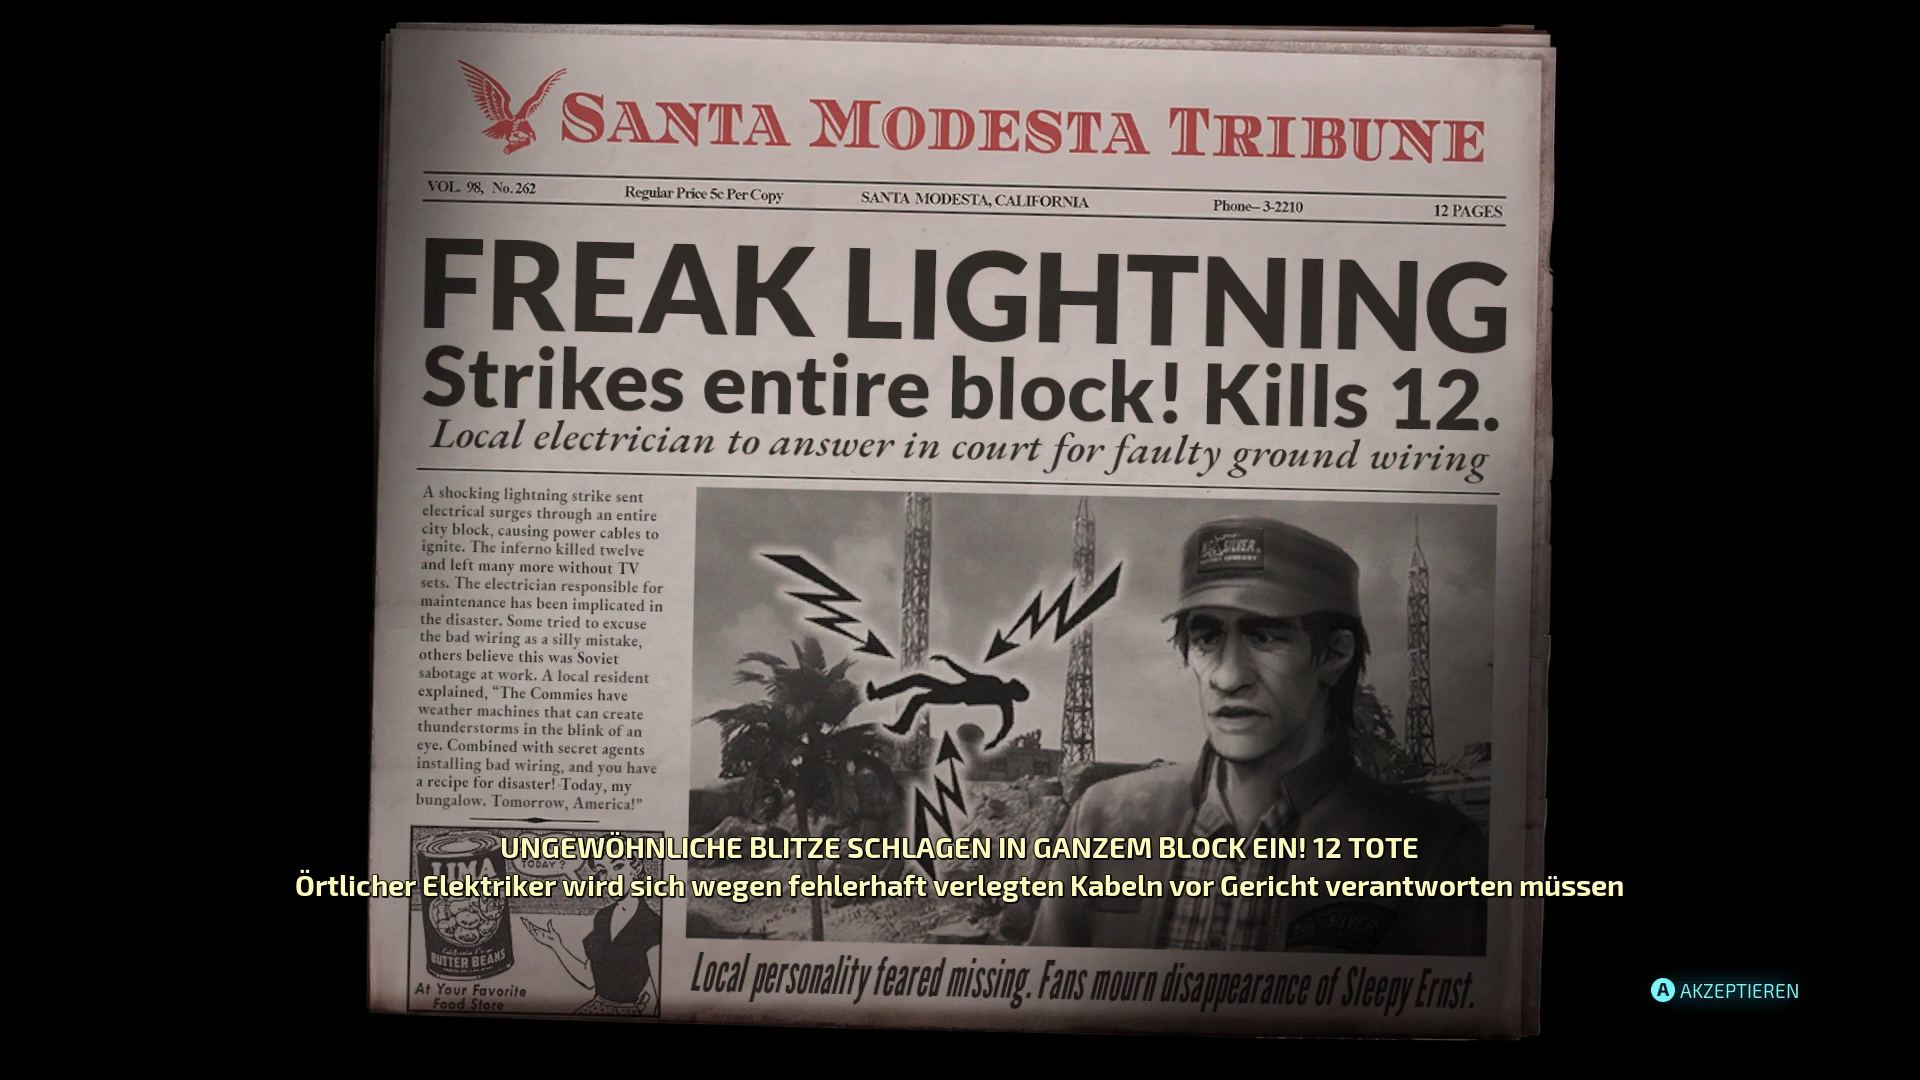 SANTA MODESTA TRIBUNE
VOL. 98, No. 262
Regular Price 5c Per Copy
SANTA MODESTA, CALIFORNIA
Phone– 3-2210
12 PAGES
FREAK LIGHTNING
Strikes entire block! Kills 12.
Local electrician to answer in court for faulty ground wiring
A shocking lightning strike sent
electrical surges through an entire
city block, causing power cables to
ignite. The inferno killed twelve
and left many more without TV
sets. The electrician responsible for
maintenance has been implicated in
the disaster. Some tried to excuse
the bad wiring as a silly mistake,
others believe this was Soviet
sabotage at work. A local resident
explained, “The Commies have
weather machines that can create
thunderstorms in the blink of an
eye. Combined with secret agents
installing bad wiring, and you have
a recipe for disaster! Today, my
bungalow. Tomorrow, America!”
SILVER
UNGEWÖHNLICHE BLITZE SCHLAGEN IN GANZEM BLOCK EIN! 12 TOTE
Örtlicher Elektriker wird sich wegen fehlerhaft verlegten Kabeln vor Gericht verantworten müssen
LIMA
TODAY?
BUTTER BEANS
At Your Favorite
Food Store
SILVER
Local personality feared missing. Fans mourn disappearance of Sleepy Ernst.
A AKZEPTIEREN